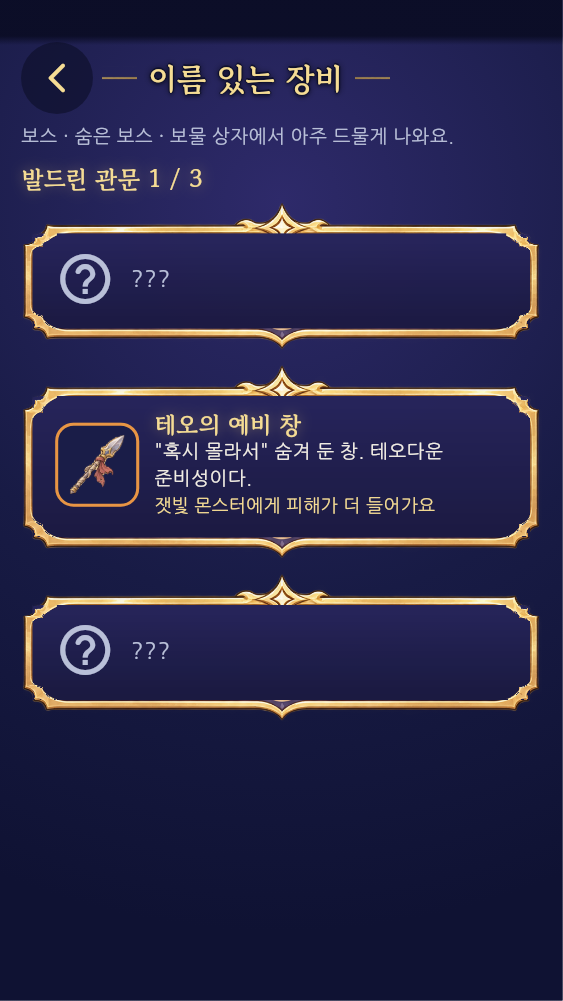 이름 있는 장비
보스 · 숨은 보스 · 보물 상자에서 아주 드물게 나와요.
발드린 관문 1 / 3
???
테오의 예비 창
"혹시 몰라서" 숨겨 둔 창. 테오다운
준비성이다.
잿빛 몬스터에게 피해가 더 들어가요
???